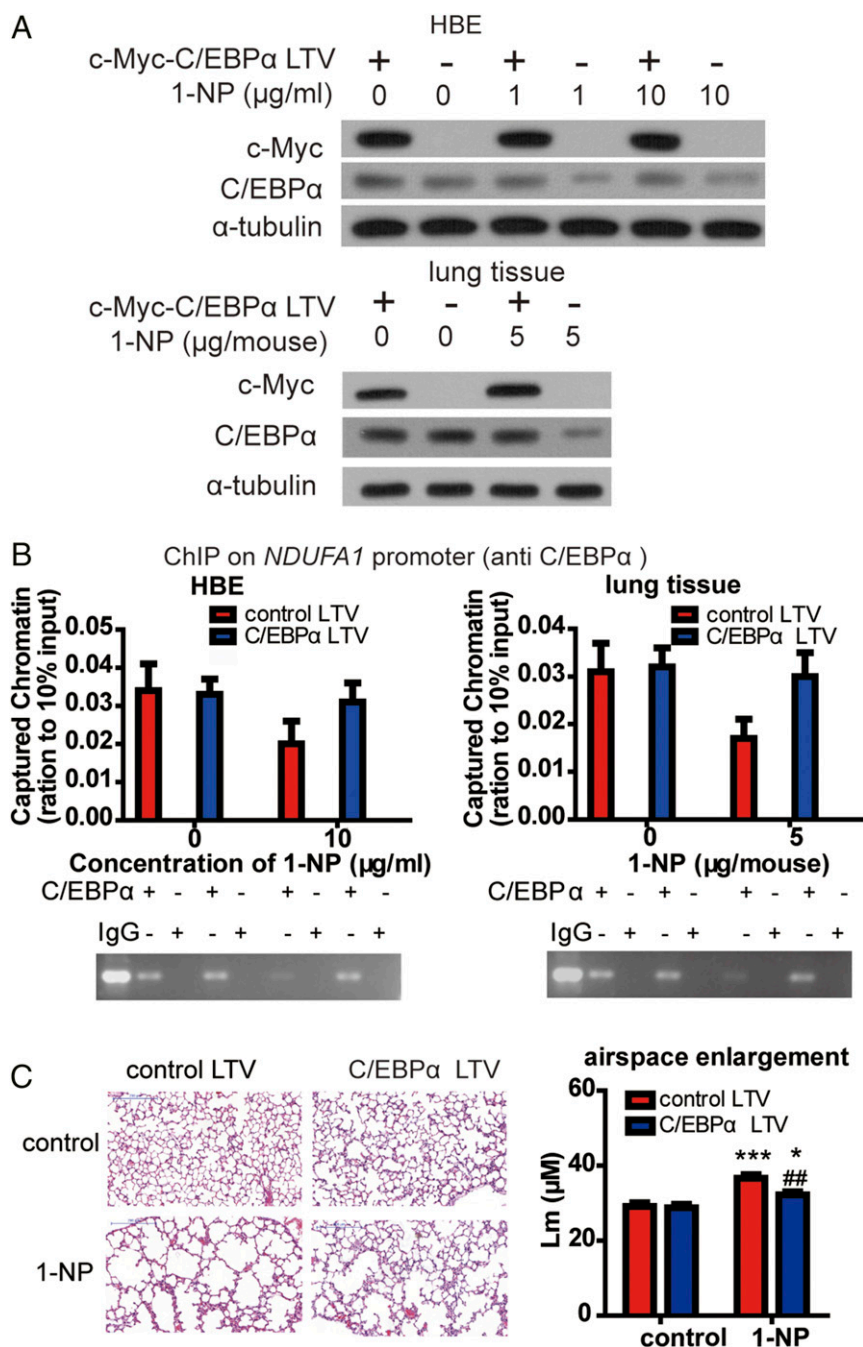 A
HBE
c-Myc-C/EBPα LTV + - + - + -
1-NP (µg/ml) 0 0 1 1 10 10
c-Myc
C/EBPα
α-tubulin
lung tissue
c-Myc-C/EBPα LTV + - + -
1-NP (µg/mouse) 0 0 5 5
c-Myc
C/EBPα
α-tubulin
B
ChIP on NDUFA1 promoter (anti C/EBPα )
HBE
control LTV
C/EBPα LTV
Captured Chromatin
(ration to 10% input)
0.05
0.04
0.03
0.02
0.01
0.00
0 10
Concentration of 1-NP (µg/ml)
C/EBPα + - + - + - + -
IgG - + - + - + - +
lung tissue
control LTV
C/EBPα LTV
Captured Chromatin
(ration to 10% input)
0.04
0.03
0.02
0.01
0.00
0 5
1-NP (µg/mouse)
C/EBPα + - + - + - + -
IgG - + - + - + - +
C
control LTV C/EBPα LTV
control
1-NP
airspace enlargement
control LTV
C/EBPα LTV
Lm (µM)
60
30
0
*** *
##
control 1-NP